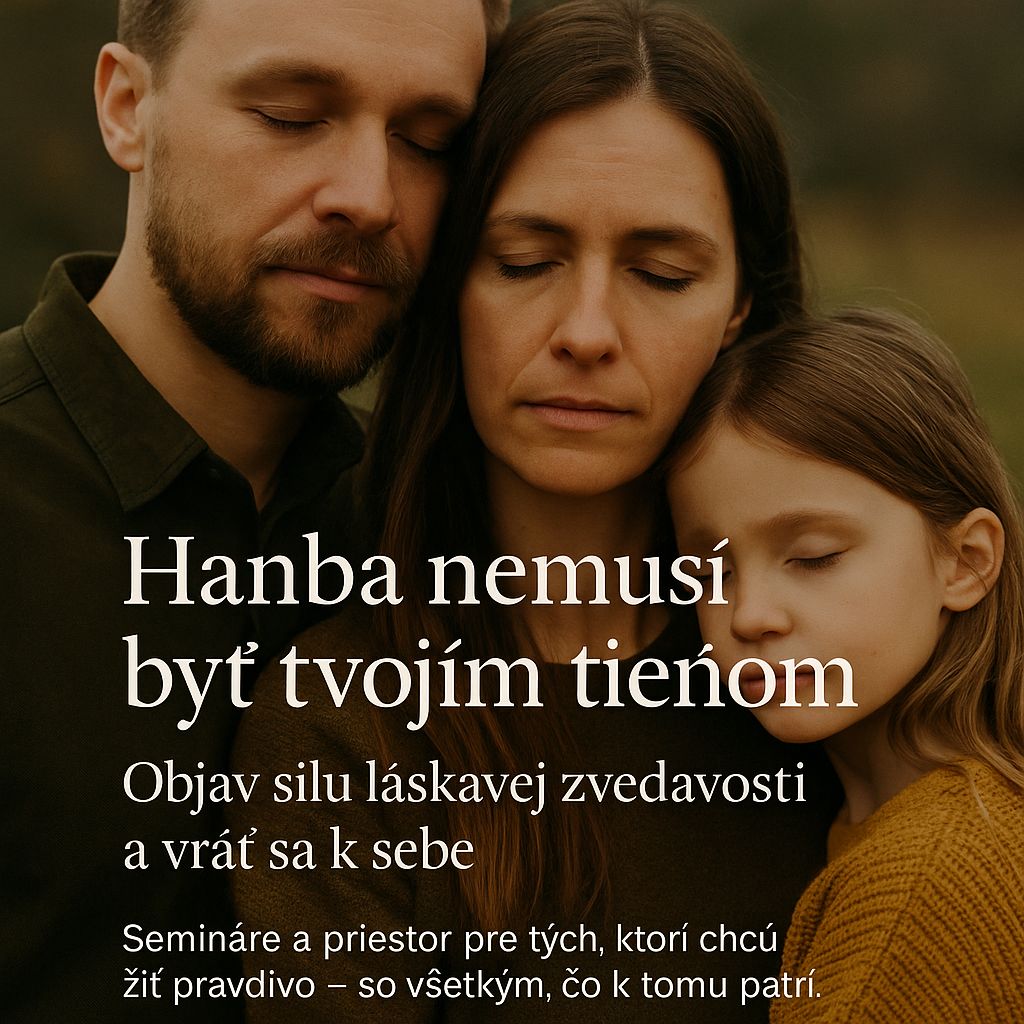 Hanba nemusí
byť tvojím tieńom
Objav silu láskavej zvedavosti
a vráť sa k sebe
Semináre a priestor pre tých, ktorí chcú
žiť pravdivo – so vŝetkým, čo k tomu patrí.